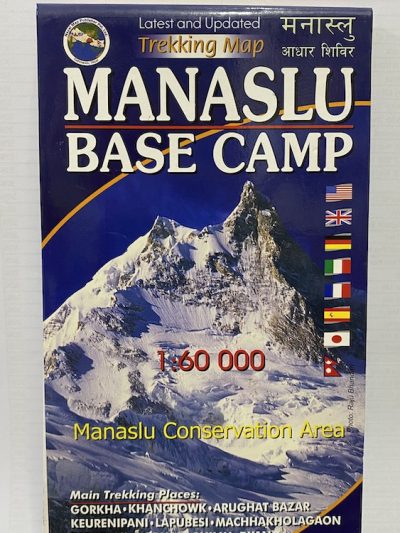 Latest and Updated
Trekking Map
मनास्लु
आधार शिविर
MANASLU
BASE CAMP
1:60 000
Manaslu Conservation Area
Main Trekking Places:
GORKHA • KHANCHOWK • ARUGHAT BAZAR
KEURENIPANI • LAPUBESI • MACHHAKHOLAGAON